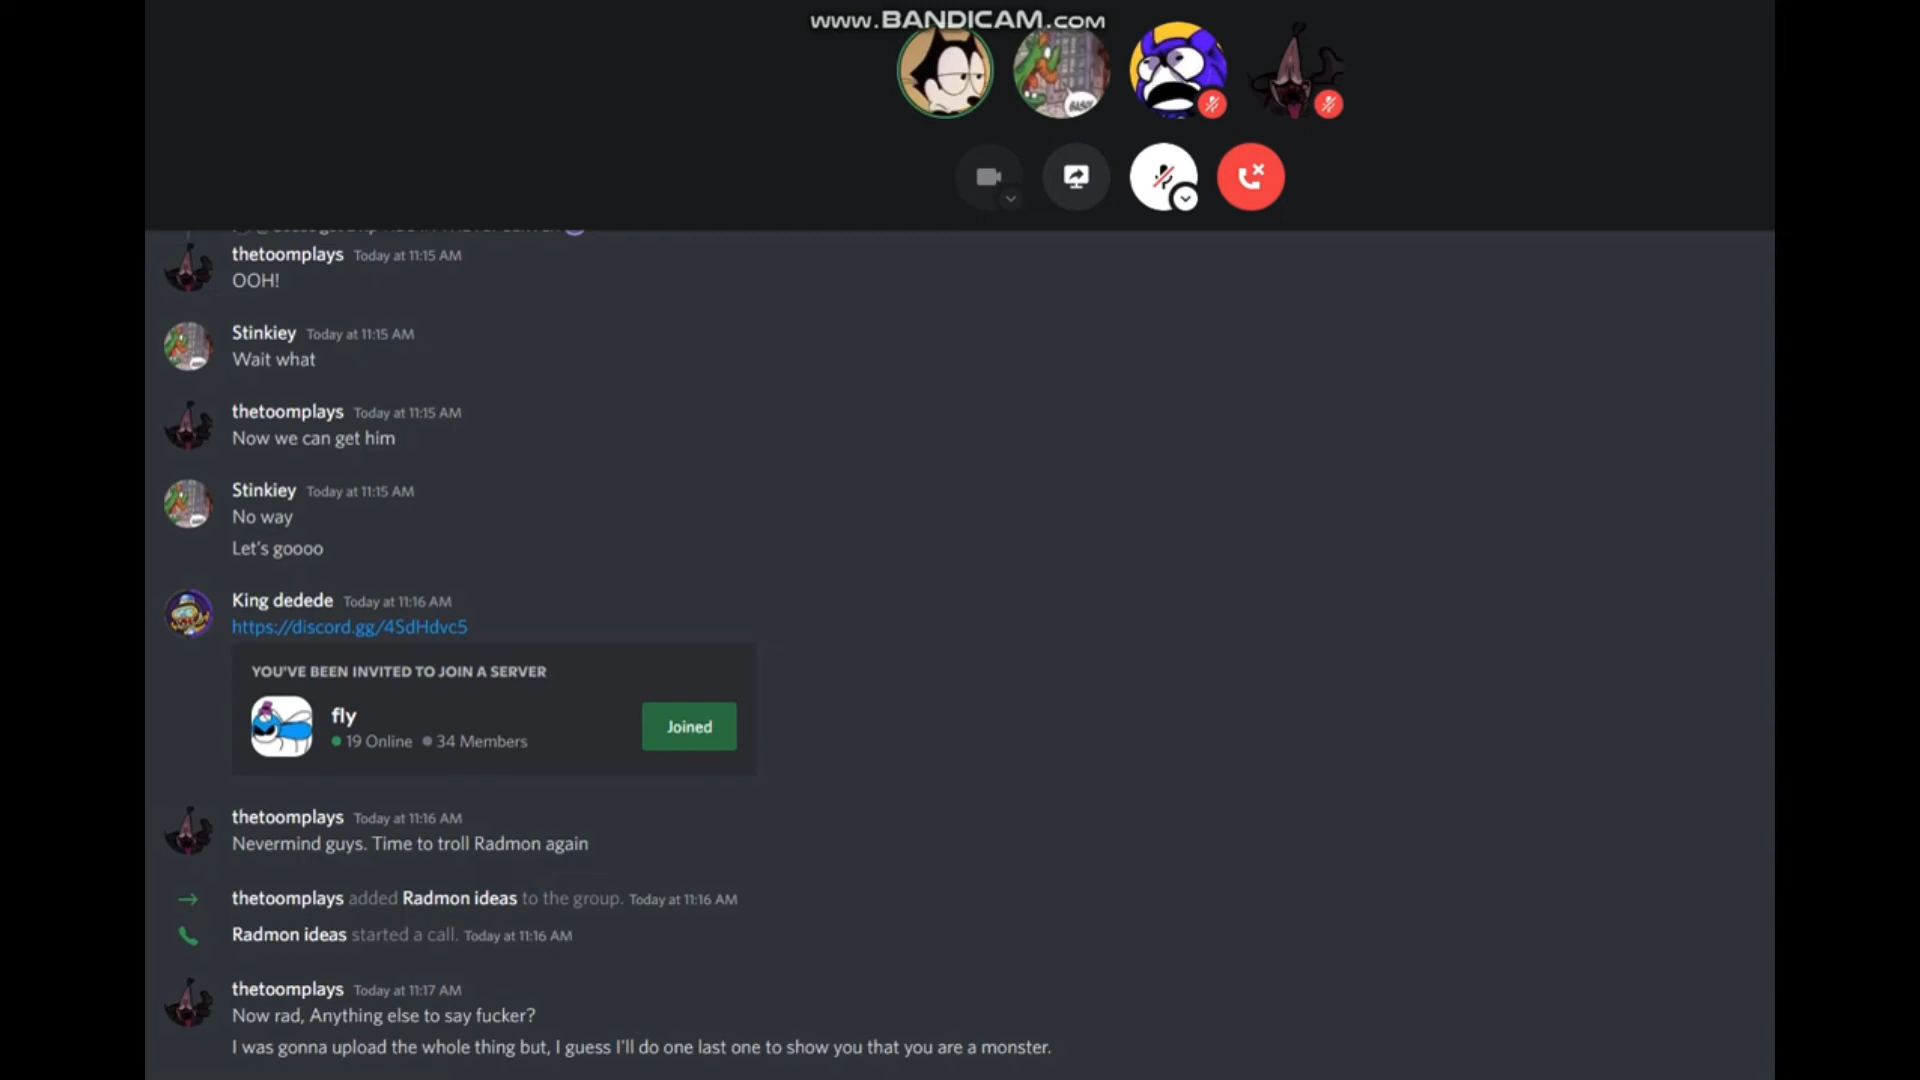 www.BANDICAM.com
thetoomplays Today at 11:15 AM
OOH!
Stinkiey Today at 11:15 AM
Wait what
thetoomplays Today at 11:15 AM
Now we can get him
Stinkiey Today at 11:15 AM
No way
Let's goooo
King dedede Today at 11:16 AM
https://discord.gg/4SdHdvc5
YOU'VE BEEN INVITED TO JOIN A SERVER
fly
19 Online 34 Members
Joined
thetoomplays Today at 11:16 AM
Nevermind guys. Time to troll Radmon again
thetoomplays added Radmon ideas to the group. Today at 11:16 AM
Radmon ideas started a call. Today at 11:16 AM
thetoomplays Today at 11:17 AM
Now rad, Anything else to say fucker?
I was gonna upload the whole thing but, I guess I'll do one last one to show you that you are a monster.